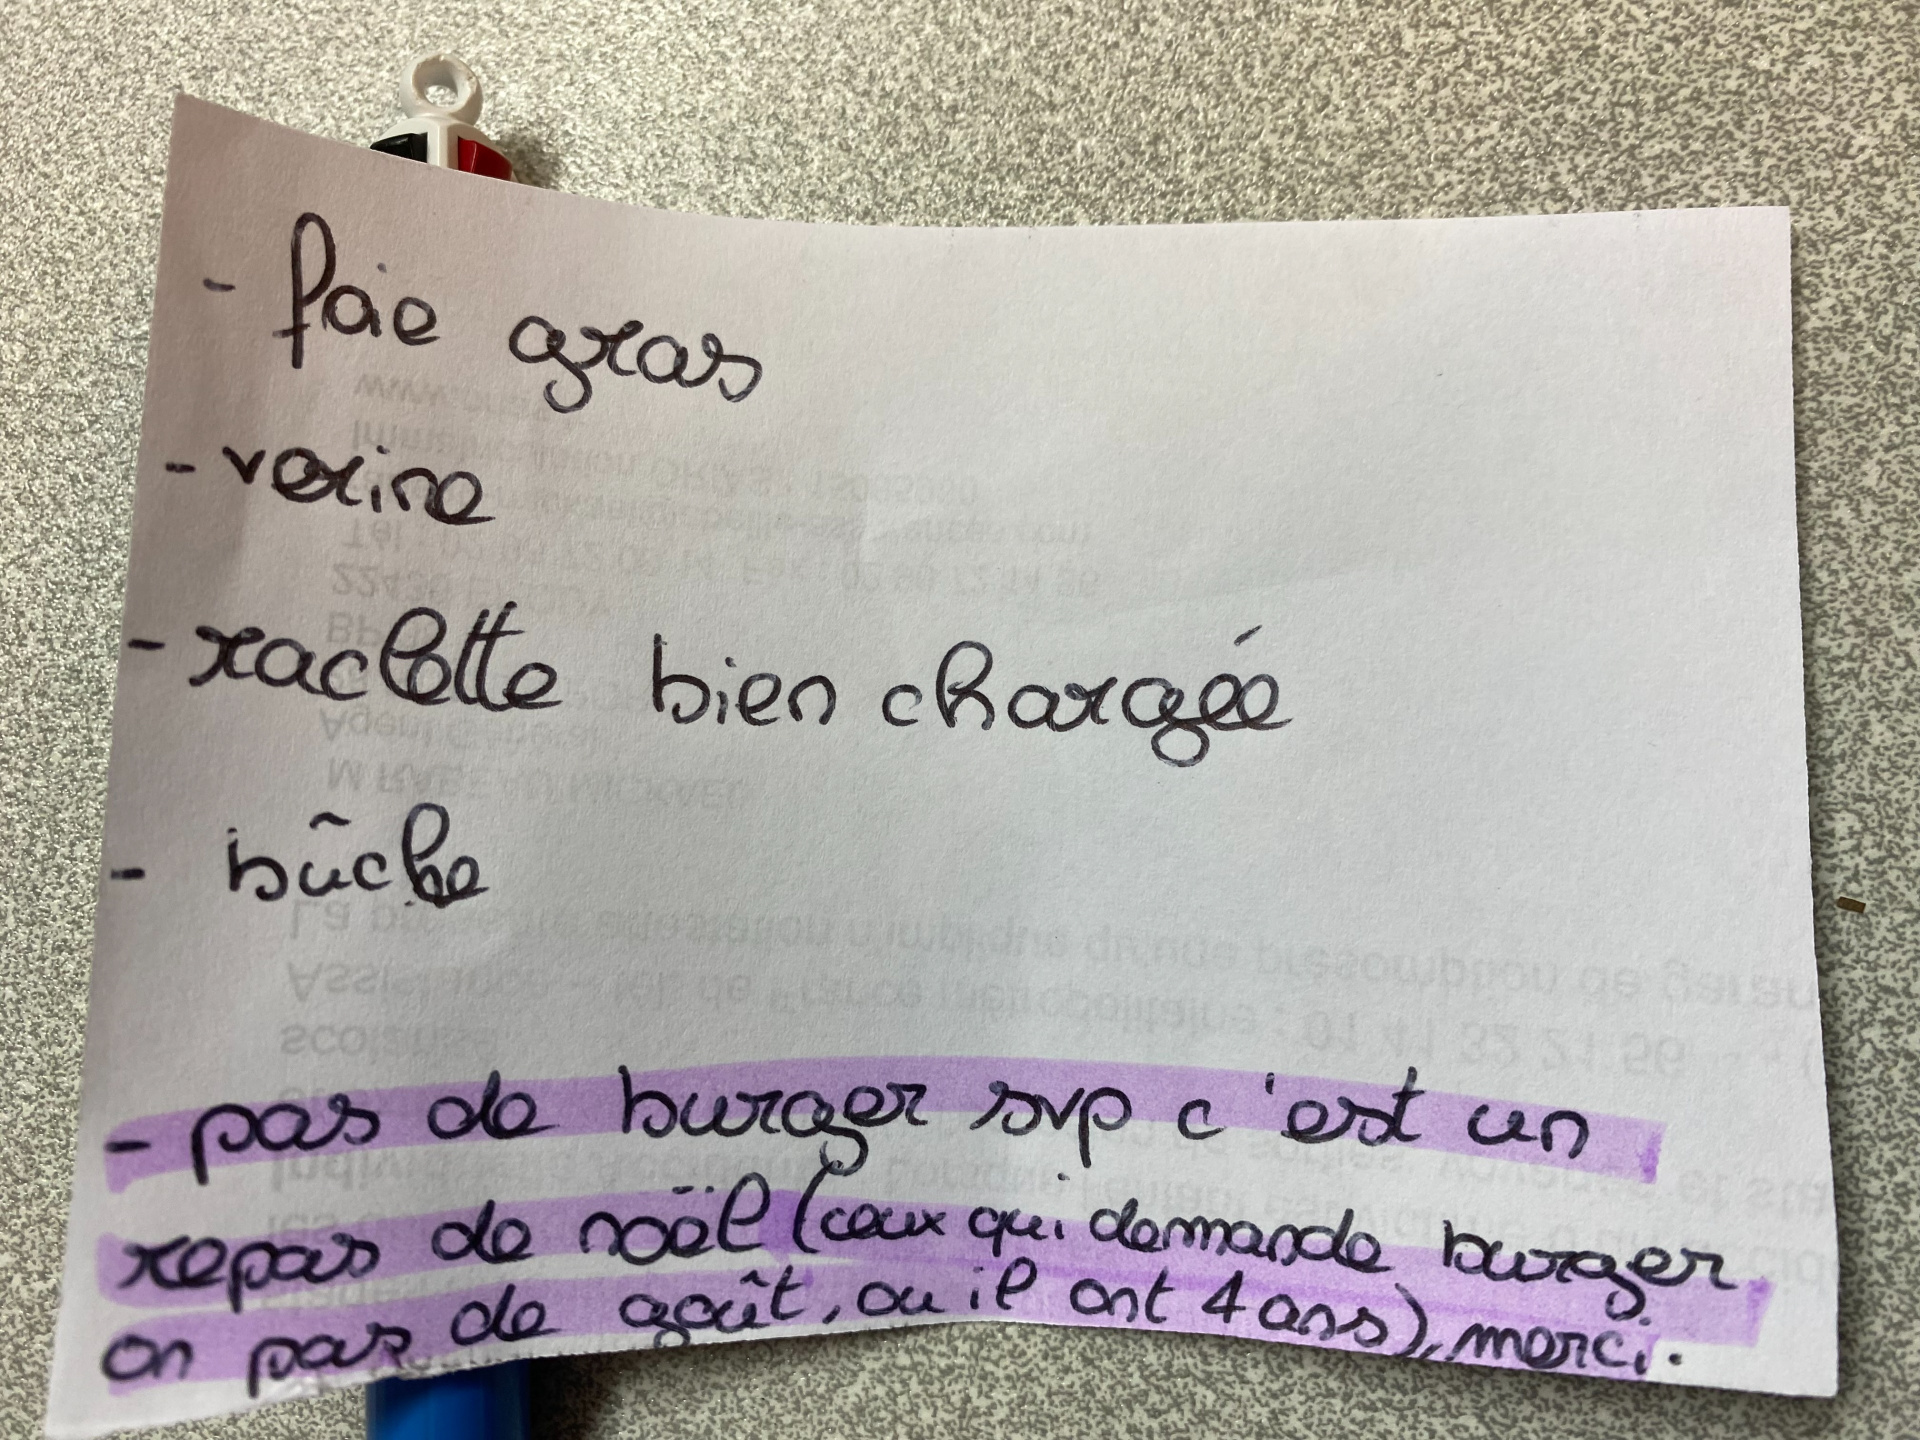 - foie gras
- verine
- raclette bien chargée
- bûche
- pas de burger svp c'est un
repas de noël (ceux qui demande burger
on pas de goût, ou il ont 4 ans), merci.